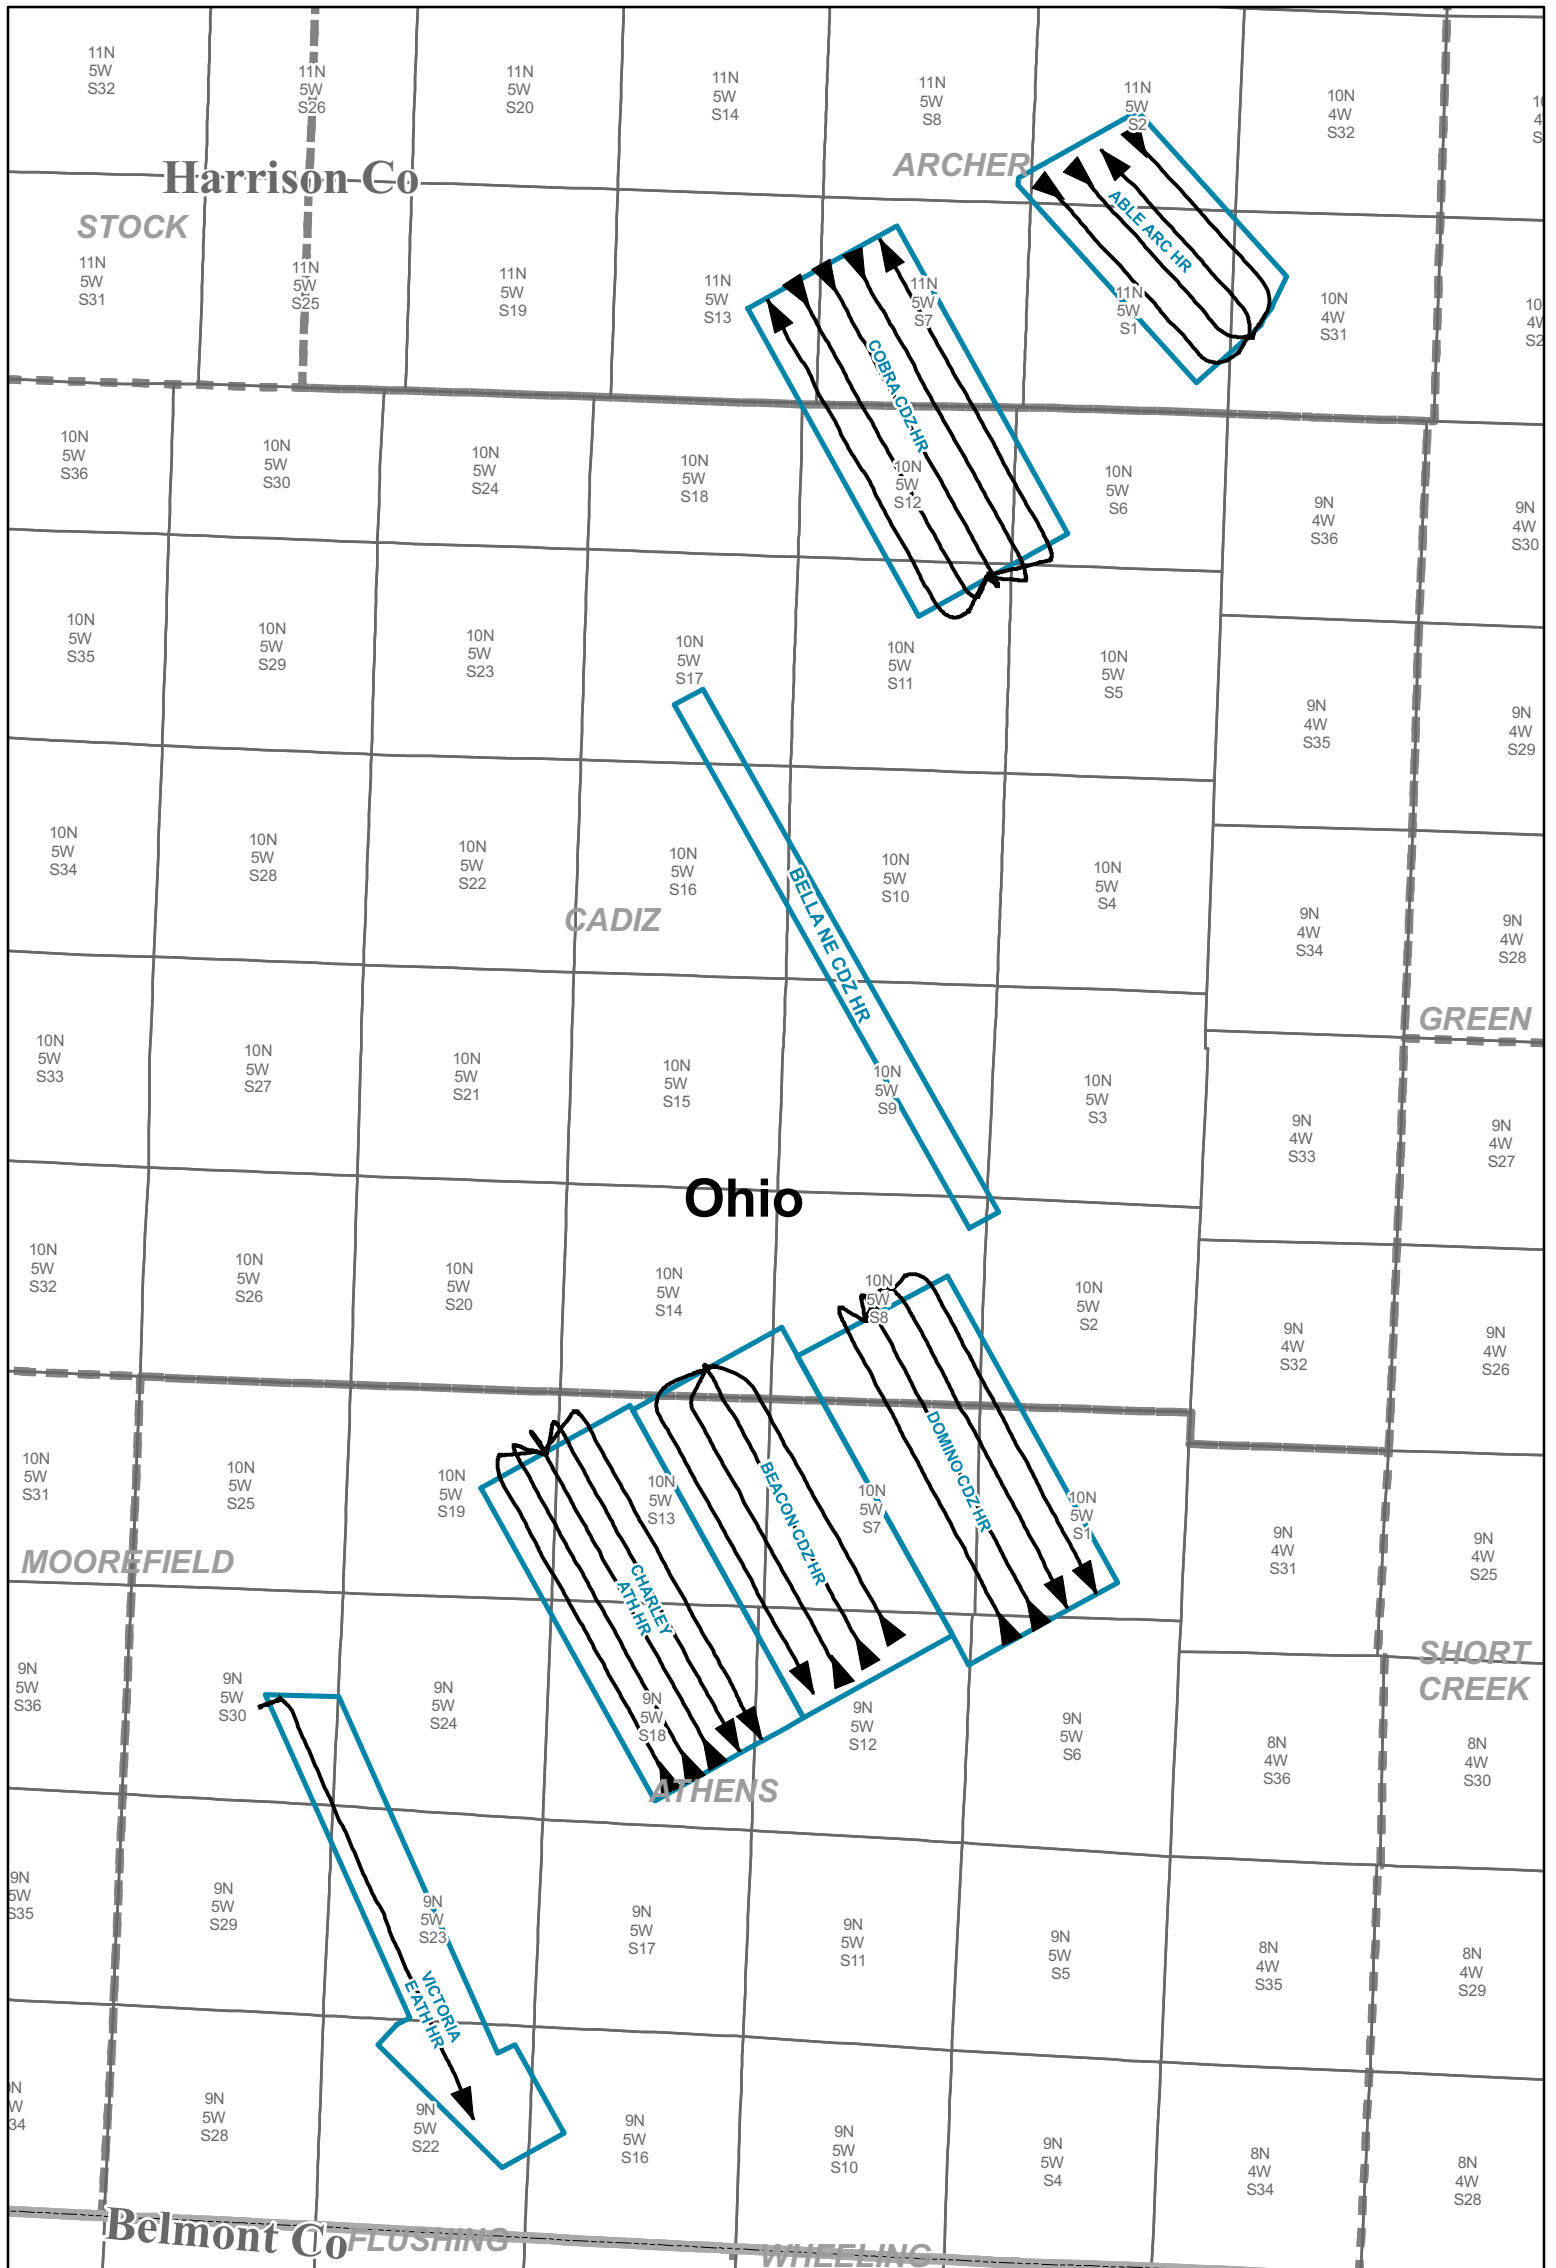 11N
5W
S32
11N
5W
S26
11N
5W
S20
11N
5W
S14
11N
5W
S8
11N
5W
S2
10N
4W
S32
Harrison Co
ARCHER
STOCK
ABLE ARC HR
11N
5W
S31
11N
5W
S25
11N
5W
S19
11N
5W
S13
11N
5W
S7
11N
5W
S1
10N
4W
S31
COBRA CDZ HR
10N
5W
S36
10N
5W
S30
10N
5W
S24
10N
5W
S18
10N
5W
S12
10N
5W
S6
9N
4W
S36
9N
4W
S30
10N
5W
S35
10N
5W
S29
10N
5W
S23
10N
5W
S17
10N
5W
S11
10N
5W
S5
9N
4W
S35
9N
4W
S29
10N
5W
S34
10N
5W
S28
10N
5W
S22
10N
5W
S16
10N
5W
S10
10N
5W
S4
9N
4W
S34
9N
4W
S28
CADIZ
BELLA NE CDZ HR
GREEN
10N
5W
S33
10N
5W
S27
10N
5W
S21
10N
5W
S15
10N
5W
S9
10N
5W
S3
9N
4W
S33
9N
4W
S27
Ohio
10N
5W
S32
10N
5W
S26
10N
5W
S20
10N
5W
S14
10N
5W
S8
10N
5W
S2
9N
4W
S32
9N
4W
S26
10N
5W
S31
10N
5W
S25
10N
5W
S19
10N
5W
S13
BEACON CDZ HR
10N
5W
S7
DOMINO CDZ HR
10N
5W
S1
9N
4W
S31
9N
4W
S25
MOOREFIELD
CHARLEY
ATH HR
SHORT
CREEK
9N
5W
S36
9N
5W
S30
9N
5W
S24
9N
5W
S18
9N
5W
S12
9N
5W
S6
8N
4W
S36
8N
4W
S30
ATHENS
9N
5W
S35
9N
5W
S29
9N
5W
S23
9N
5W
S17
9N
5W
S11
9N
5W
S5
8N
4W
S35
8N
4W
S29
VICTORIA
E ATH HR
9N
5W
S28
9N
5W
S22
9N
5W
S16
9N
5W
S10
9N
5W
S4
8N
4W
S34
8N
4W
S28
Belmont Co
FLUSHING
WHEELING